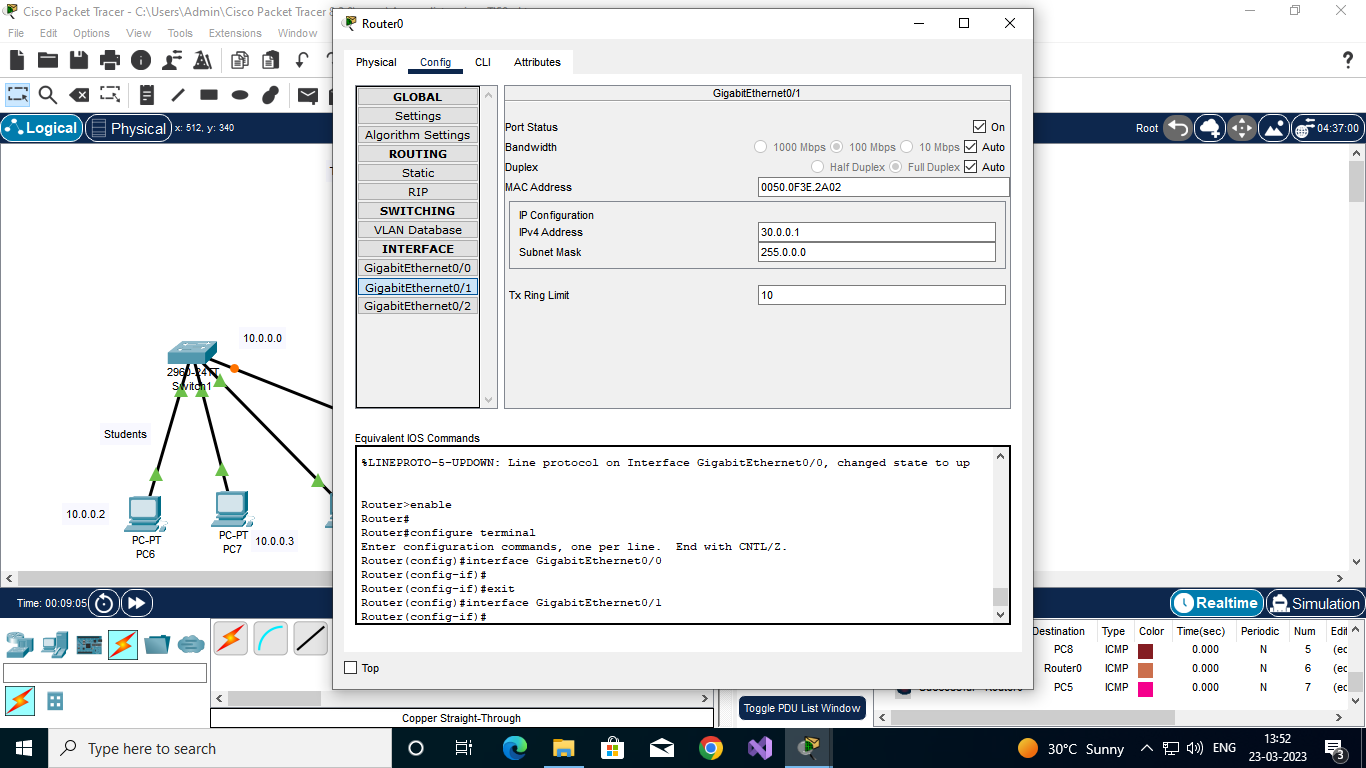 Cisco Packet Tracer - C:\Users\Admin\Cisco Packet Tracer
Router0
File Edit Options View Tools Extensions Window
Physical Config CLI Attributes
GLOBAL
Settings
Algorithm Settings
ROUTING
Static
RIP
SWITCHING
VLAN Database
INTERFACE
GigabitEthernet0/0
GigabitEthernet0/1
GigabitEthernet0/2
GigabitEthernet0/1
Port Status On
Bandwidth 1000 Mbps 100 Mbps 10 Mbps Auto
Duplex Half Duplex Full Duplex Auto
MAC Address 0050.0F3E.2A02
IP Configuration
IPv4 Address 30.0.0.1
Subnet Mask 255.0.0.0
Tx Ring Limit 10
Equivalent IOS Commands
%LINEPROTO-5-UPDOWN: Line protocol on Interface GigabitEthernet0/0, changed state to up
Router>enable
Router#
Router#configure terminal
Enter configuration commands, one per line. End with CNTL/Z.
Router(config)#interface GigabitEthernet0/0
Router(config-if)#
Router(config-if)#exit
Router(config)#interface GigabitEthernet0/1
Router(config-if)#
Top
Logical Physical x: 512, y: 340
Root 04:37:00
10.0.0.0
2960-24TT
Switch1
Students
10.0.0.2
PC-PT
PC6
PC-PT
PC7
10.0.0.3
Time: 00:09:05
Realtime Simulation
Destination Type Color Time(sec) Periodic Num Edi
PC8 ICMP 0.000 N 5 (ec
Router0 ICMP 0.000 N 6 (ec
PC5 ICMP 0.000 N 7 (ec
Toggle PDU List Window
Copper Straight-Through
Type here to search
30°C Sunny
ENG
13:52
23-03-2023
3